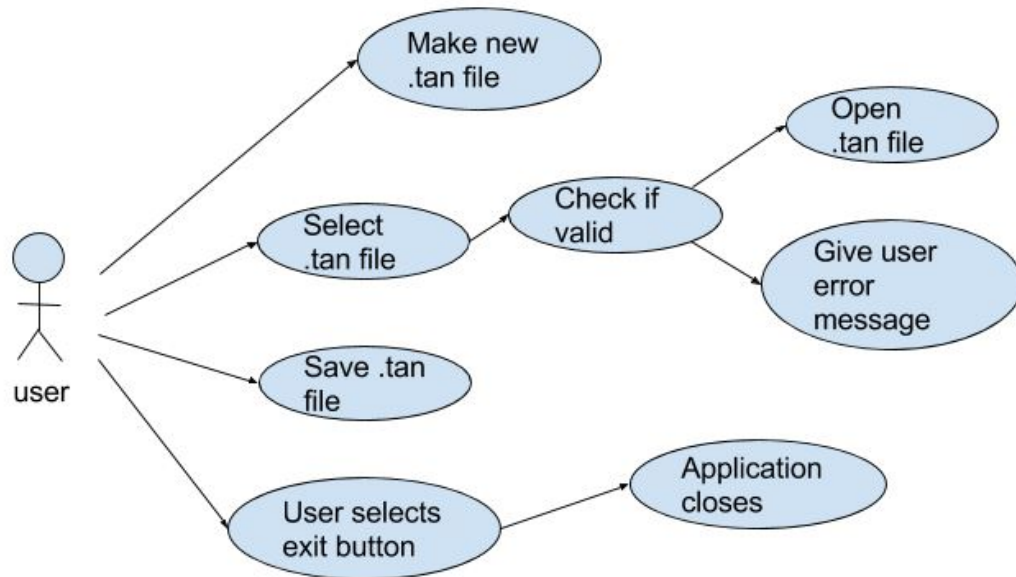 Make new
.tan file
Open
.tan file
Check if
valid
Select
.tan file
Give user
error
message
user
Save .tan
file
Application
closes
User selects
exit button